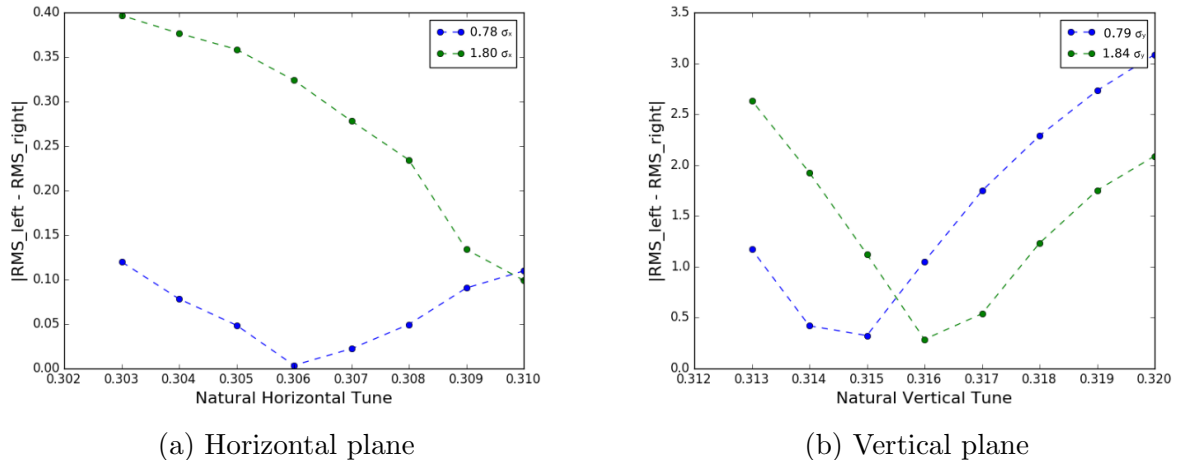 0.40
0.35
0.30
0.25
0.20
0.15
0.10
0.05
0.00
|RMS_left - RMS_right|
0.78 σₓ
1.80 σₓ
0.302 0.303 0.304 0.305 0.306 0.307 0.308 0.309 0.310
Natural Horizontal Tune
(a) Horizontal plane
3.5
3.0
2.5
2.0
1.5
1.0
0.5
0.0
|RMS_left - RMS_right|
0.79 σᵧ
1.84 σᵧ
0.312 0.313 0.314 0.315 0.316 0.317 0.318 0.319 0.320
Natural Vertical Tune
(b) Vertical plane